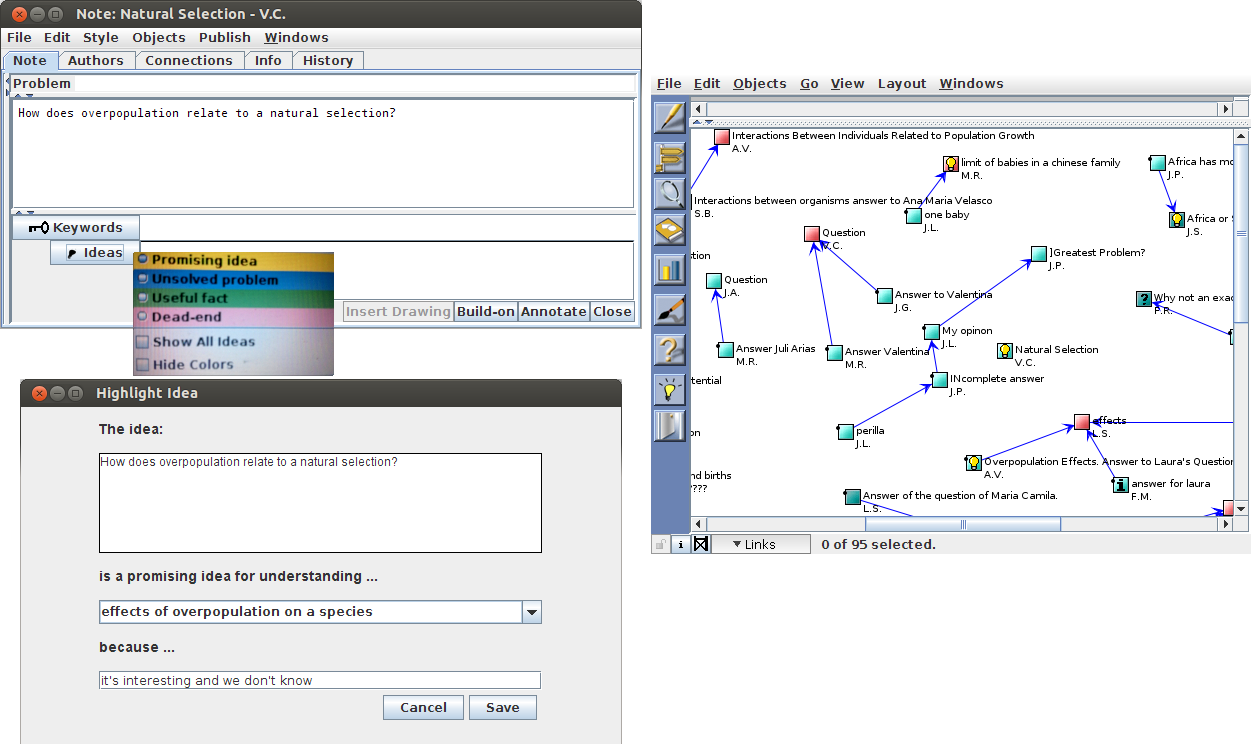 Note: Natural Selection - V.C.
File Edit Style Objects Publish Windows
Note Authors Connections Info History
Problem
How does overpopulation relate to a natural selection?
Keywords
Ideas
Promising idea
Unsolved problem
Useful fact
Dead-end
Show All Ideas
Hide Colors
Insert Drawing Build-on Annotate Close
Highlight Idea
The idea:
How does overpopulation relate to a natural selection?
is a promising idea for understanding ...
effects of overpopulation on a species
because ...
it's interesting and we don't know
Cancel Save
File Edit Objects Go View Layout Windows
Interactions Between Individuals Related to Population Growth
A.V.
limit of babies in a chinese family
M.R.
Africa has mo
J.P.
Interactions between organisms answer to Ana Maria Velasco
S.B.
one baby
J.L.
Africa or S
J.S.
Question
V.C.
tion
]Greatest Problem?
J.P.
Question
J.A.
Answer to Valentina
J.G.
Why not an exac
P.R.
My opinon
J.L.
Answer Juli Arias
M.R.
Answer Valentina
M.R.
Natural Selection
V.C.
tential
INcomplete answer
J.P.
effects
L.S.
perilla
J.L.
on
Overpopulation Effects. Answer to Laura's Question
A.V.
nd births
????
answer for laura
F.M.
Answer of the question of Maria Camila.
L.S.
Links 0 of 95 selected.